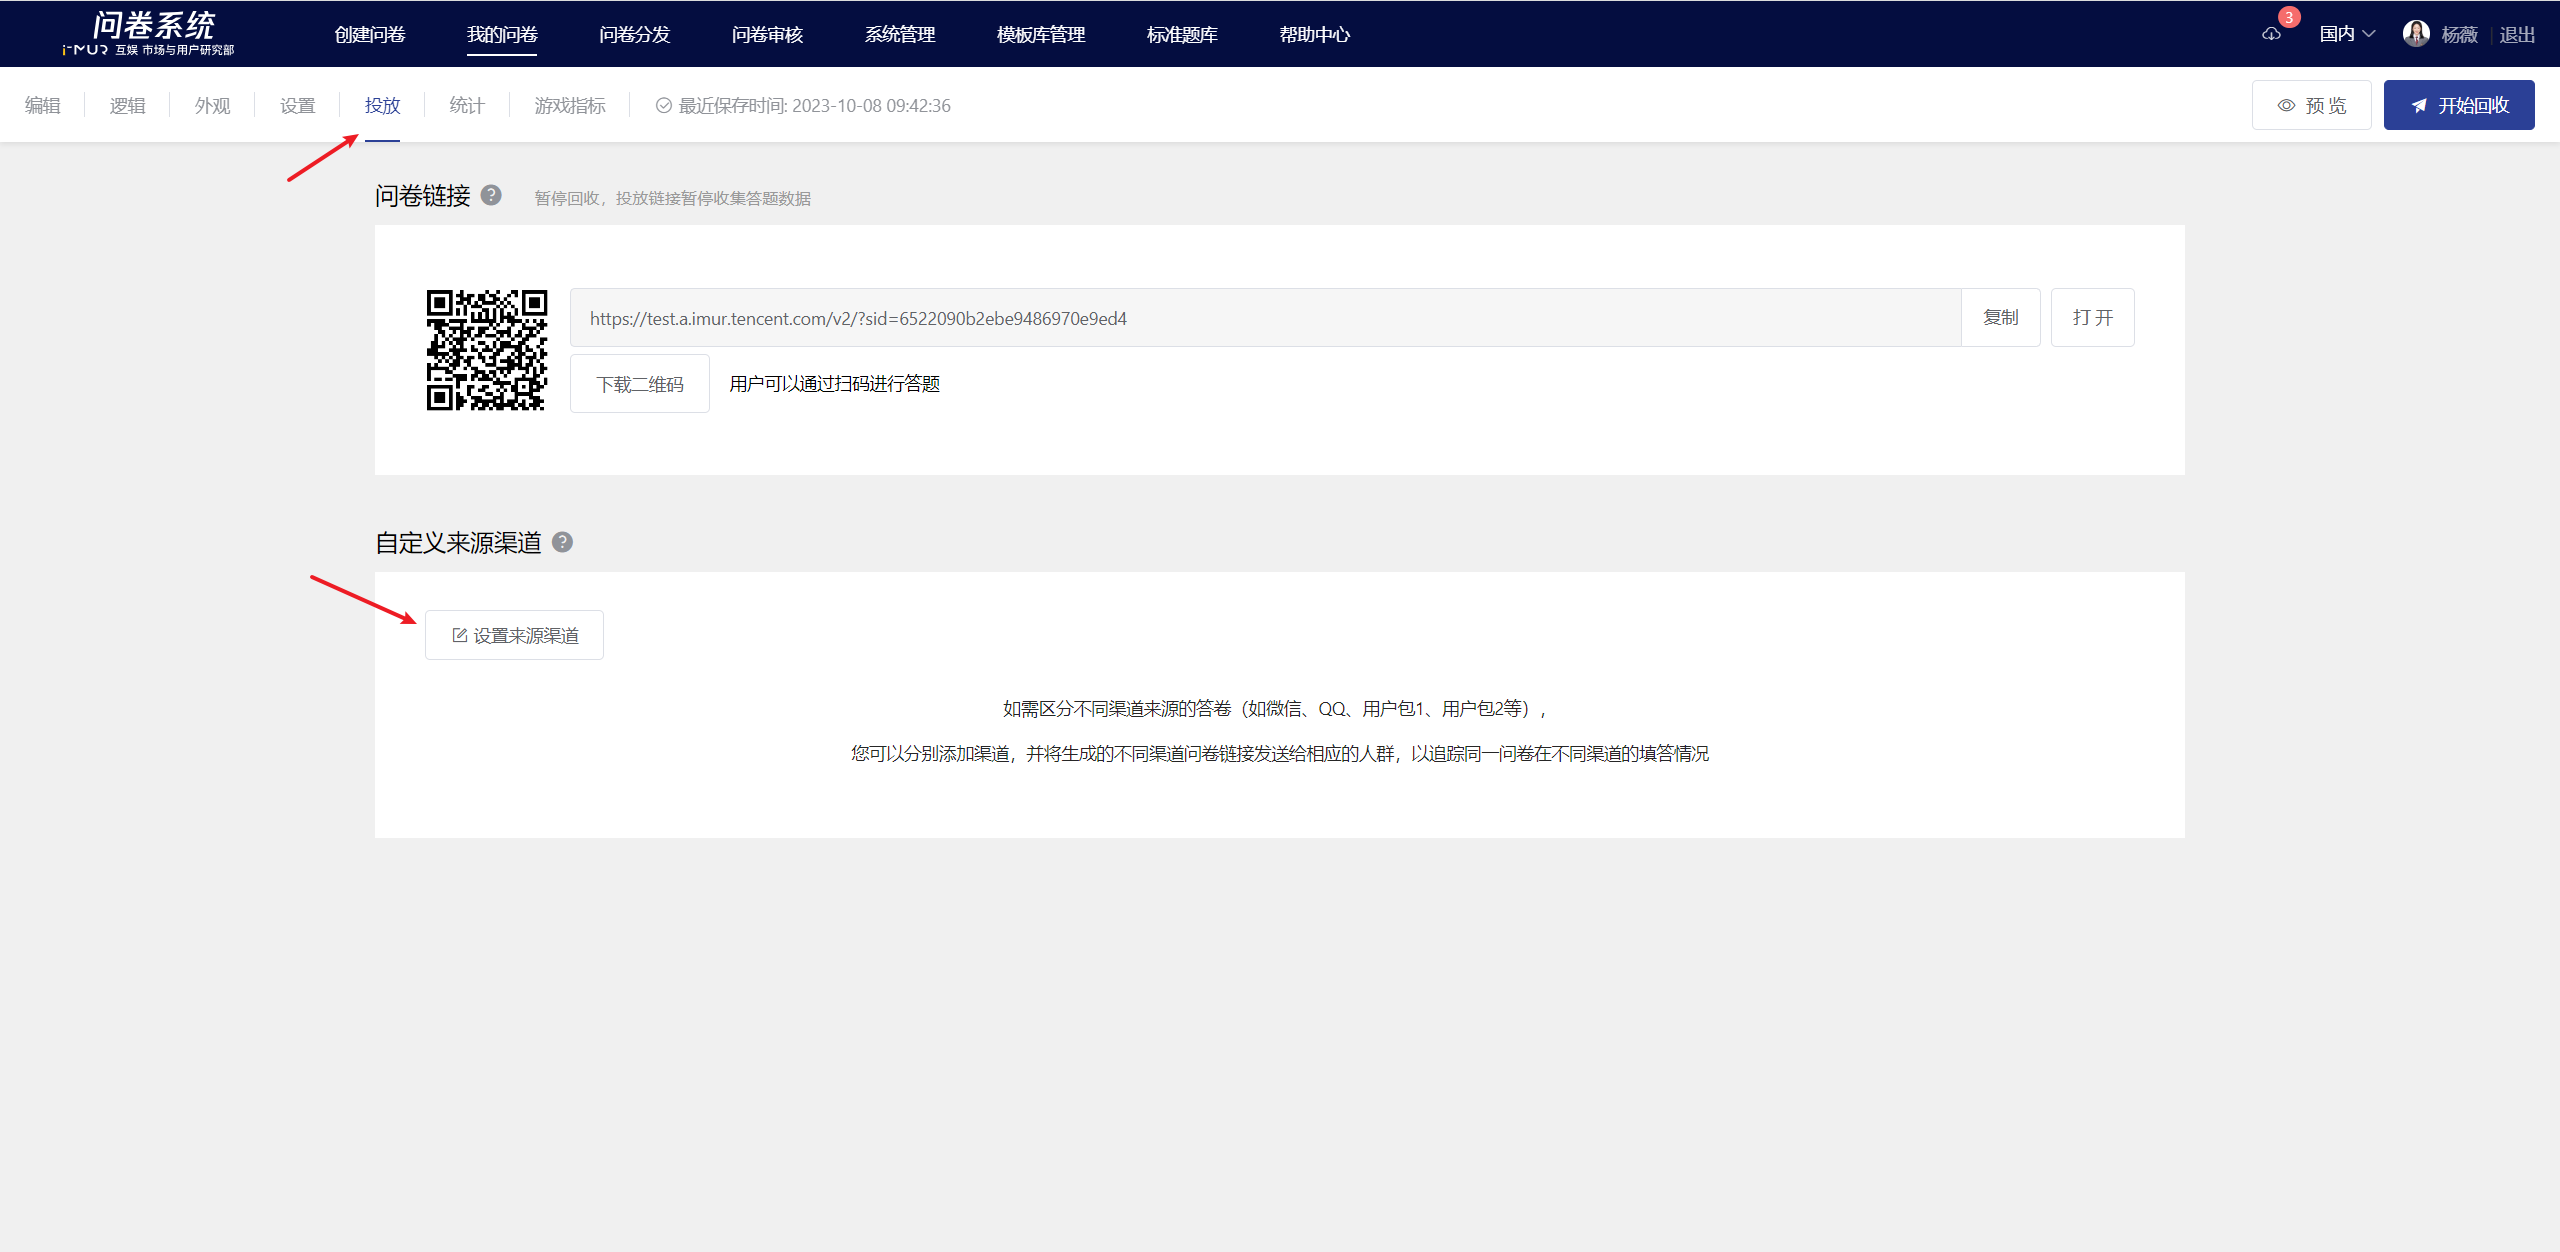 问卷系统
i-MUR 互娱 市场与用户研究部
创建问卷 我的问卷 问卷分发 问卷审核 系统管理 模板库管理 标准题库 帮助中心 3 国内 杨薇 退出
编辑 逻辑 外观 设置 投放 统计 游戏指标 最近保存时间: 2023-10-08 09:42:36 预 览 开始回收
问卷链接 ? 暂停回收，投放链接暂停收集答题数据
https://test.a.imur.tencent.com/v2/?sid=6522090b2ebe9486970e9ed4 复制 打 开
下载二维码 用户可以通过扫码进行答题
自定义来源渠道 ?
设置来源渠道
如需区分不同渠道来源的答卷（如微信、QQ、用户包1、用户包2等），
您可以分别添加渠道，并将生成的不同渠道问卷链接发送给相应的人群，以追踪同一问卷在不同渠道的填答情况